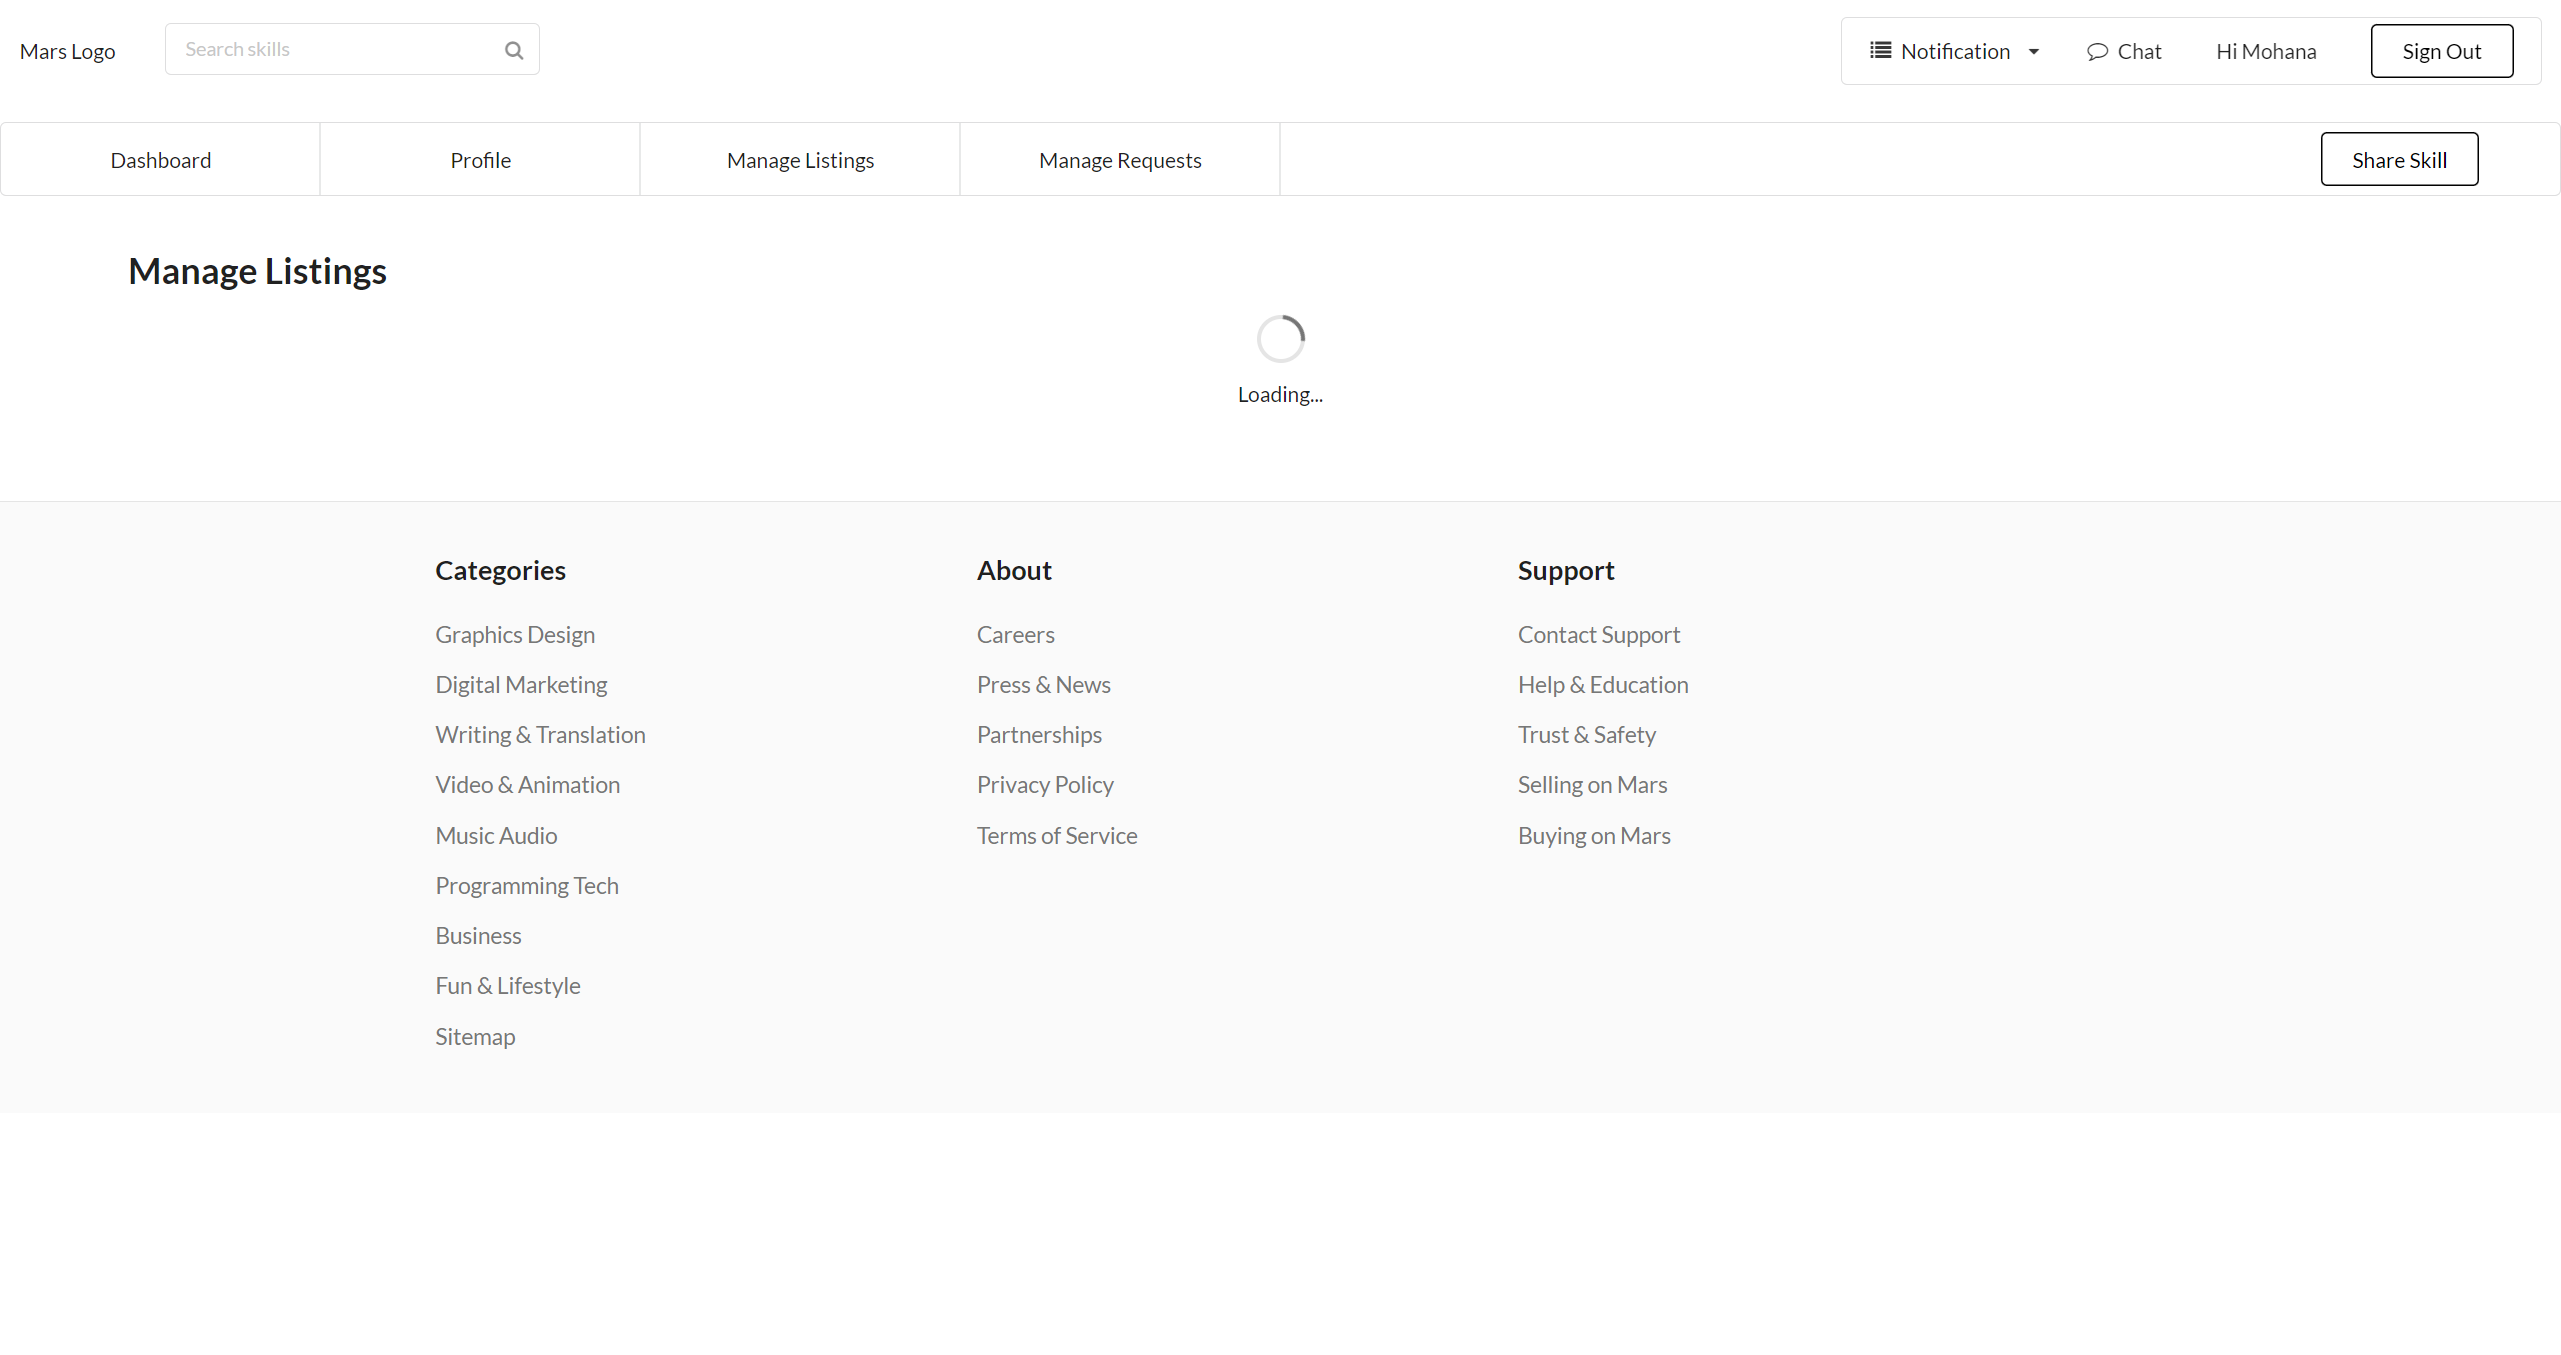 Mars Logo
Search skills
Notification
Chat
Hi Mohana
Sign Out
Dashboard
Profile
Manage Listings
Manage Requests
Share Skill
Manage Listings
Loading...
Categories
Graphics Design
Digital Marketing
Writing & Translation
Video & Animation
Music Audio
Programming Tech
Business
Fun & Lifestyle
Sitemap
About
Careers
Press & News
Partnerships
Privacy Policy
Terms of Service
Support
Contact Support
Help & Education
Trust & Safety
Selling on Mars
Buying on Mars